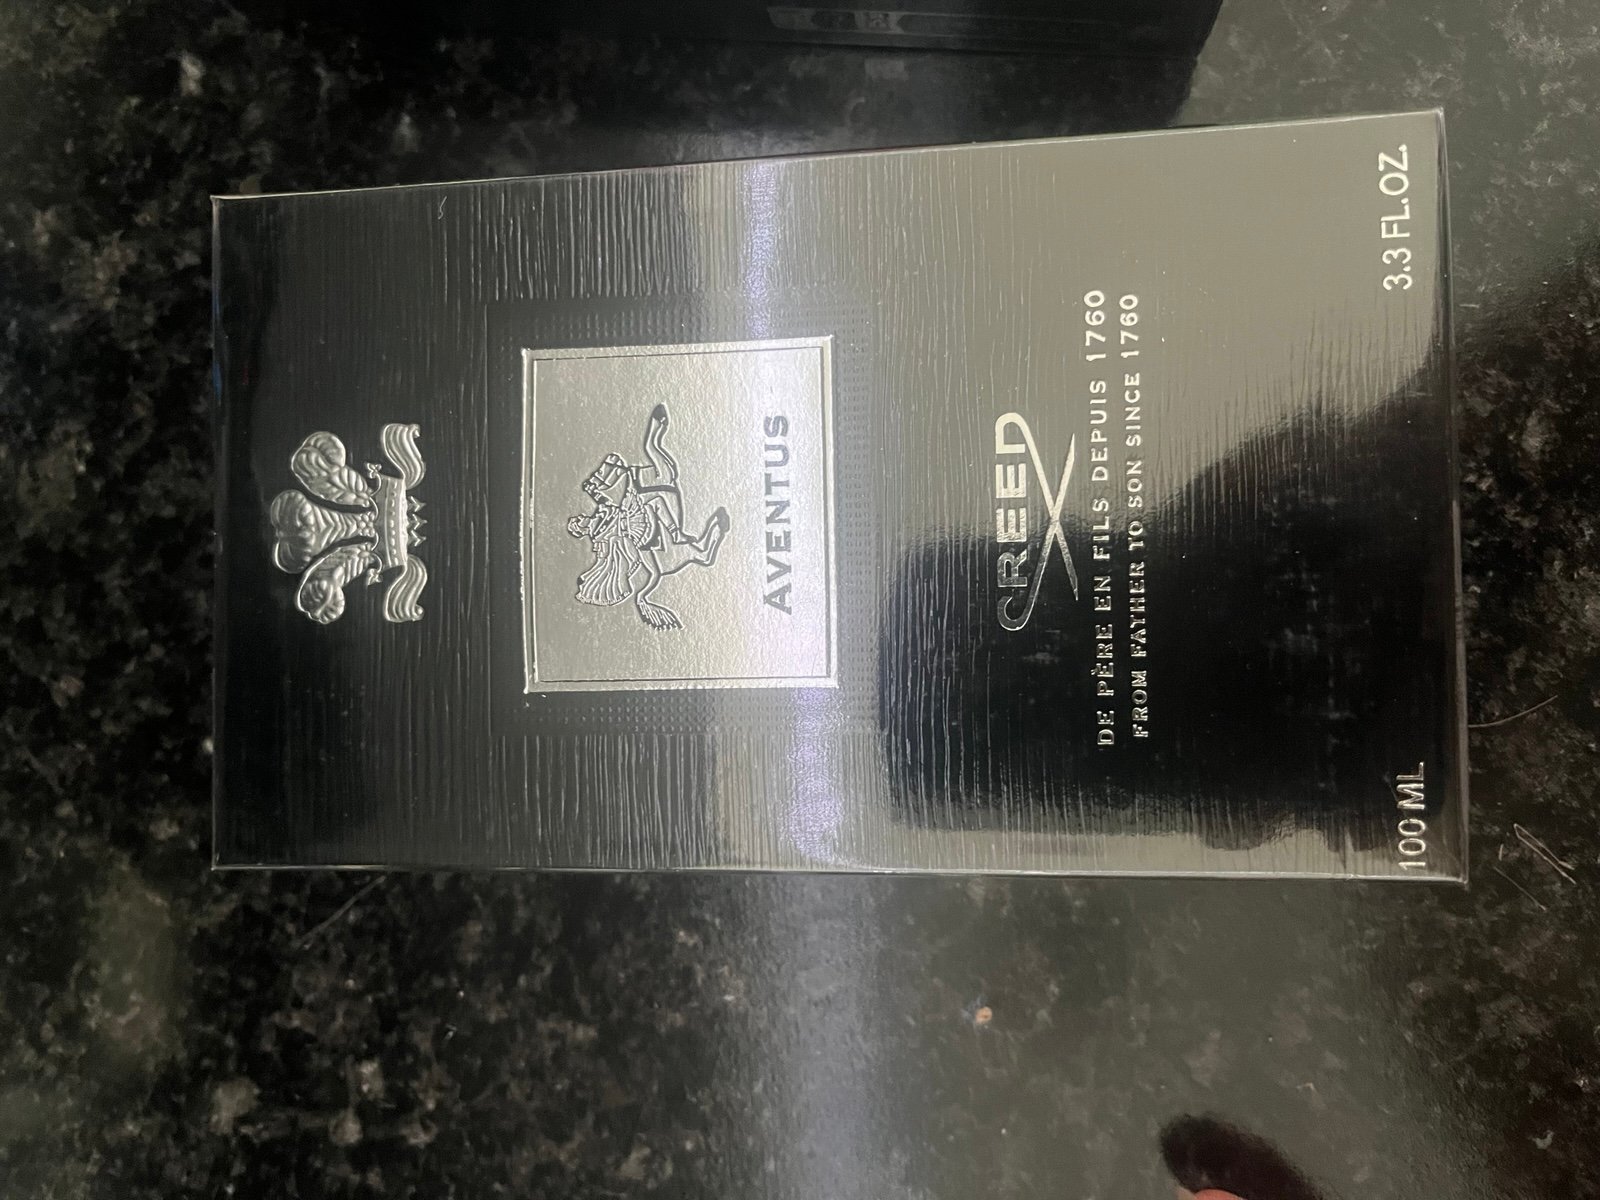 AVENTUS
CREED
DE PÈRE EN FILS DEPUIS 1760
FROM FATHER TO SON SINCE 1760
100 ML
3.3 FL.OZ.